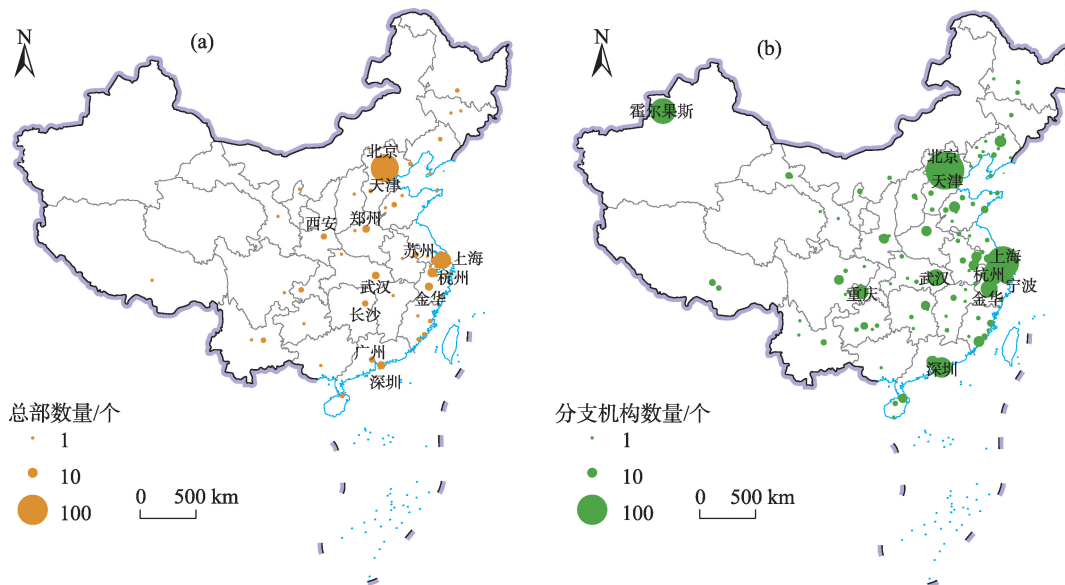 N
(a)
北京
天津
西安
郑州
苏州
上海
杭州
武汉
金华
长沙
广州
深圳
总部数量/个
1
10
100
0 500 km
N
(b)
霍尔果斯
北京
天津
上海
杭州
武汉
宁波
重庆
金华
深圳
分支机构数量/个
1
10
100
0 500 km